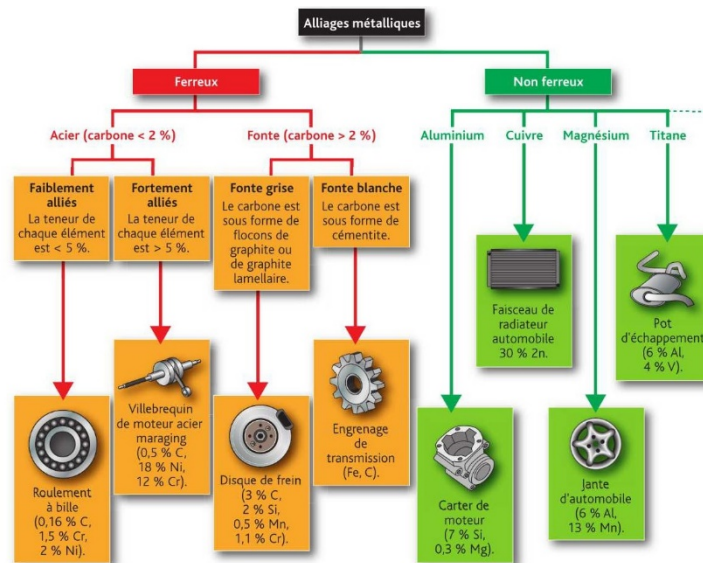 Alliages métalliques
Ferreux
Non ferreux
Acier (carbone < 2 %)
Fonte (carbone > 2 %)
Aluminium
Cuivre
Magnésium
Titane
Faiblement
alliés
La teneur de
chaque élément
est < 5 %.
Fortement
alliés
La teneur de
chaque élément
est > 5 %.
Fonte grise
Le carbone est
sous forme de
flocons de
graphite ou
de graphite
lamellaire.
Fonte blanche
Le carbone est
sous forme de
cémentite.
Roulement
à bille
(0,16 % C,
1,5 % Cr,
2 % Ni).
Villebrequin
de moteur acier
maraging
(0,5 % C,
18 % Ni,
12 % Cr).
Disque de frein
(3 % C,
2 % Si,
0,5 % Mn,
1,1 % Cr).
Engrenage
de
transmission
(Fe, C).
Carter de
moteur
(7 % Si,
0,3 % Mg).
Faisceau de
radiateur
automobile
30 % 2n.
Jante
d'automobile
(6 % Al,
13 % Mn).
Pot
d'échappement
(6 % Al,
4 % V).